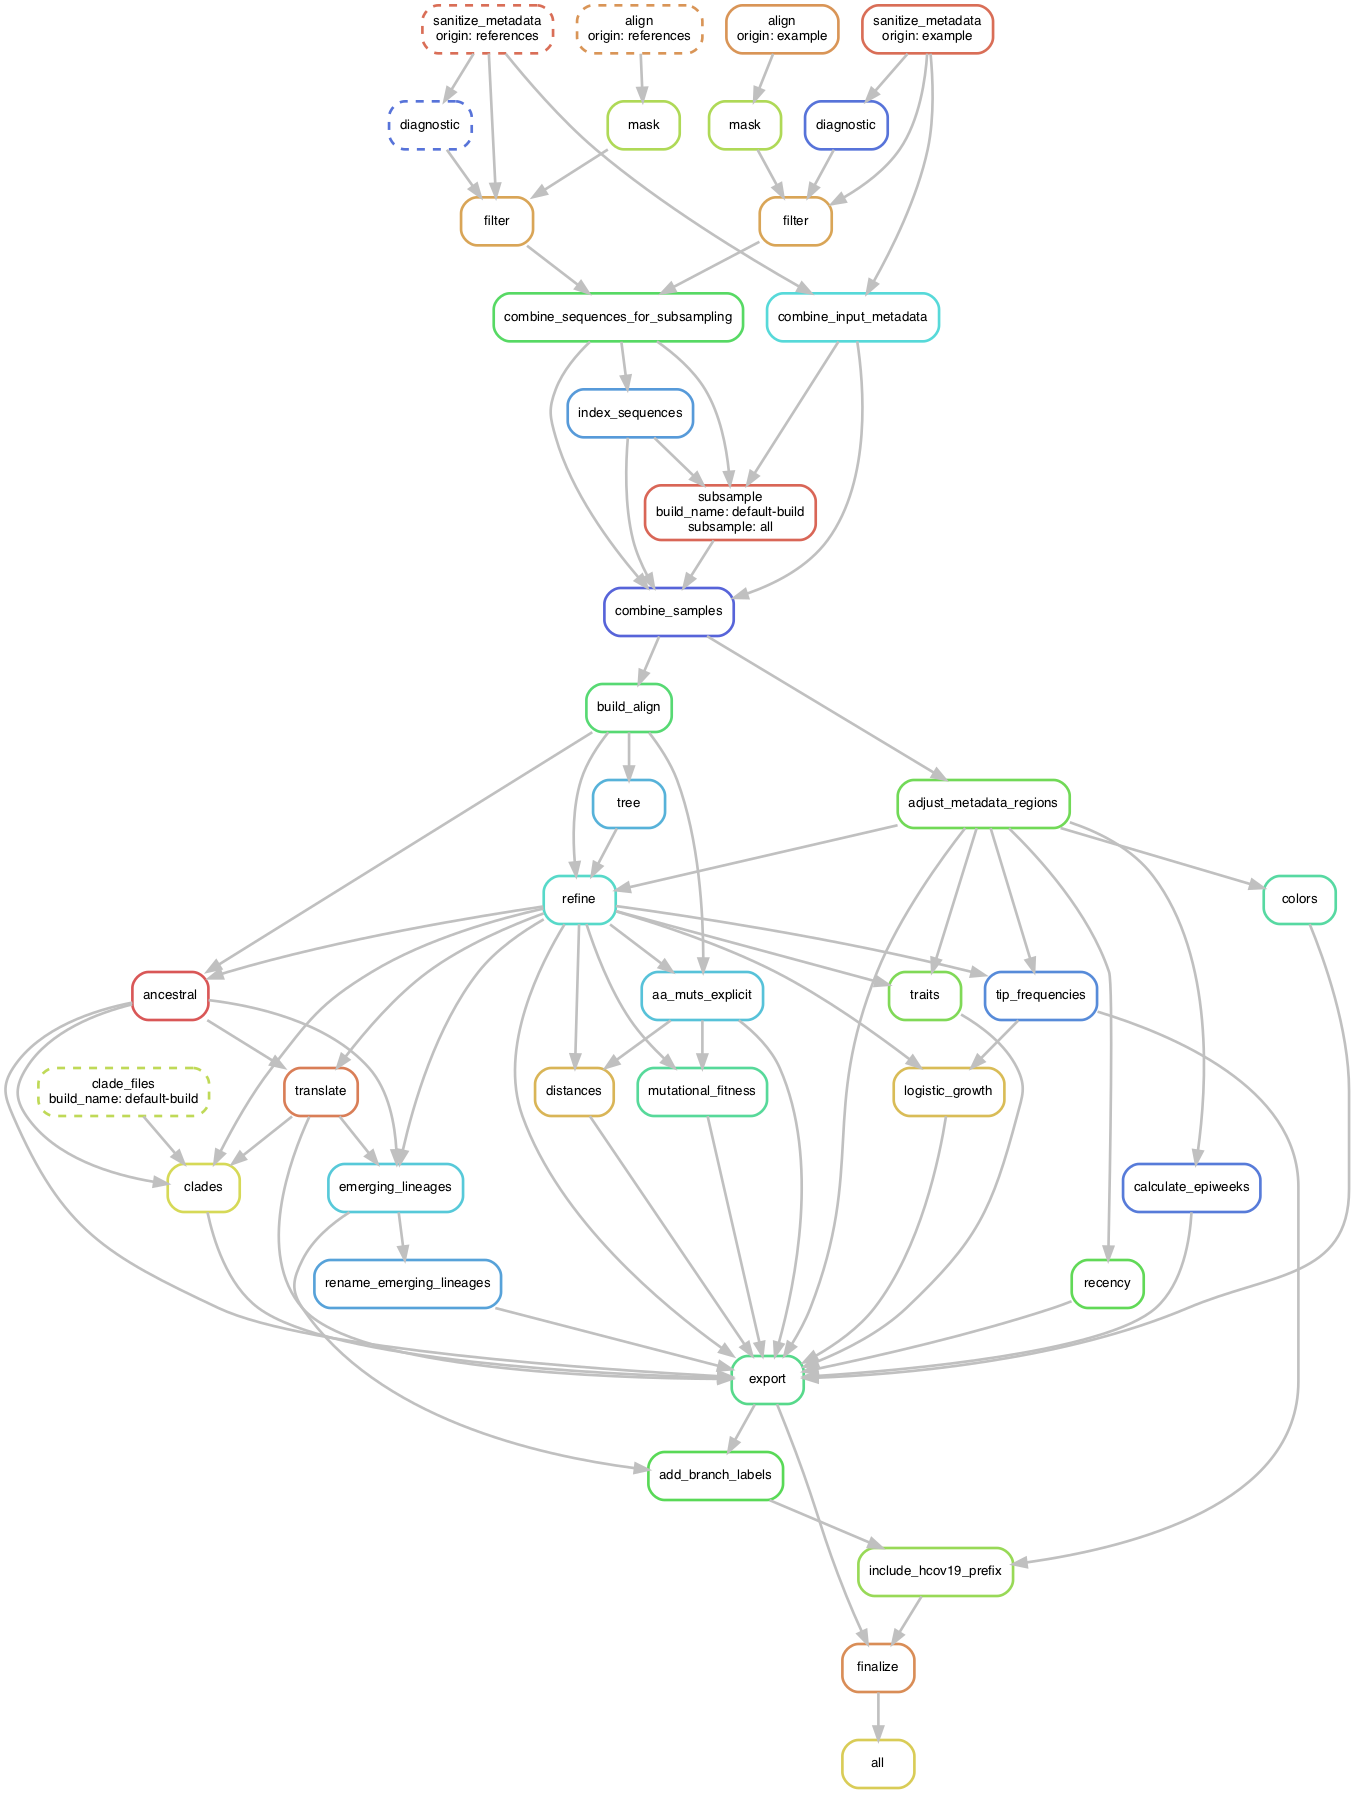 sanitize_metadata
origin: references
align
origin: references
align
origin: example
sanitize_metadata
origin: example
diagnostic
mask
mask
diagnostic
filter
filter
combine_sequences_for_subsampling
combine_input_metadata
index_sequences
subsample
build_name: default-build
subsample: all
combine_samples
build_align
tree
adjust_metadata_regions
refine
colors
ancestral
aa_muts_explicit
traits
tip_frequencies
clade_files
build_name: default-build
translate
distances
mutational_fitness
logistic_growth
clades
emerging_lineages
calculate_epiweeks
rename_emerging_lineages
recency
export
add_branch_labels
include_hcov19_prefix
finalize
all